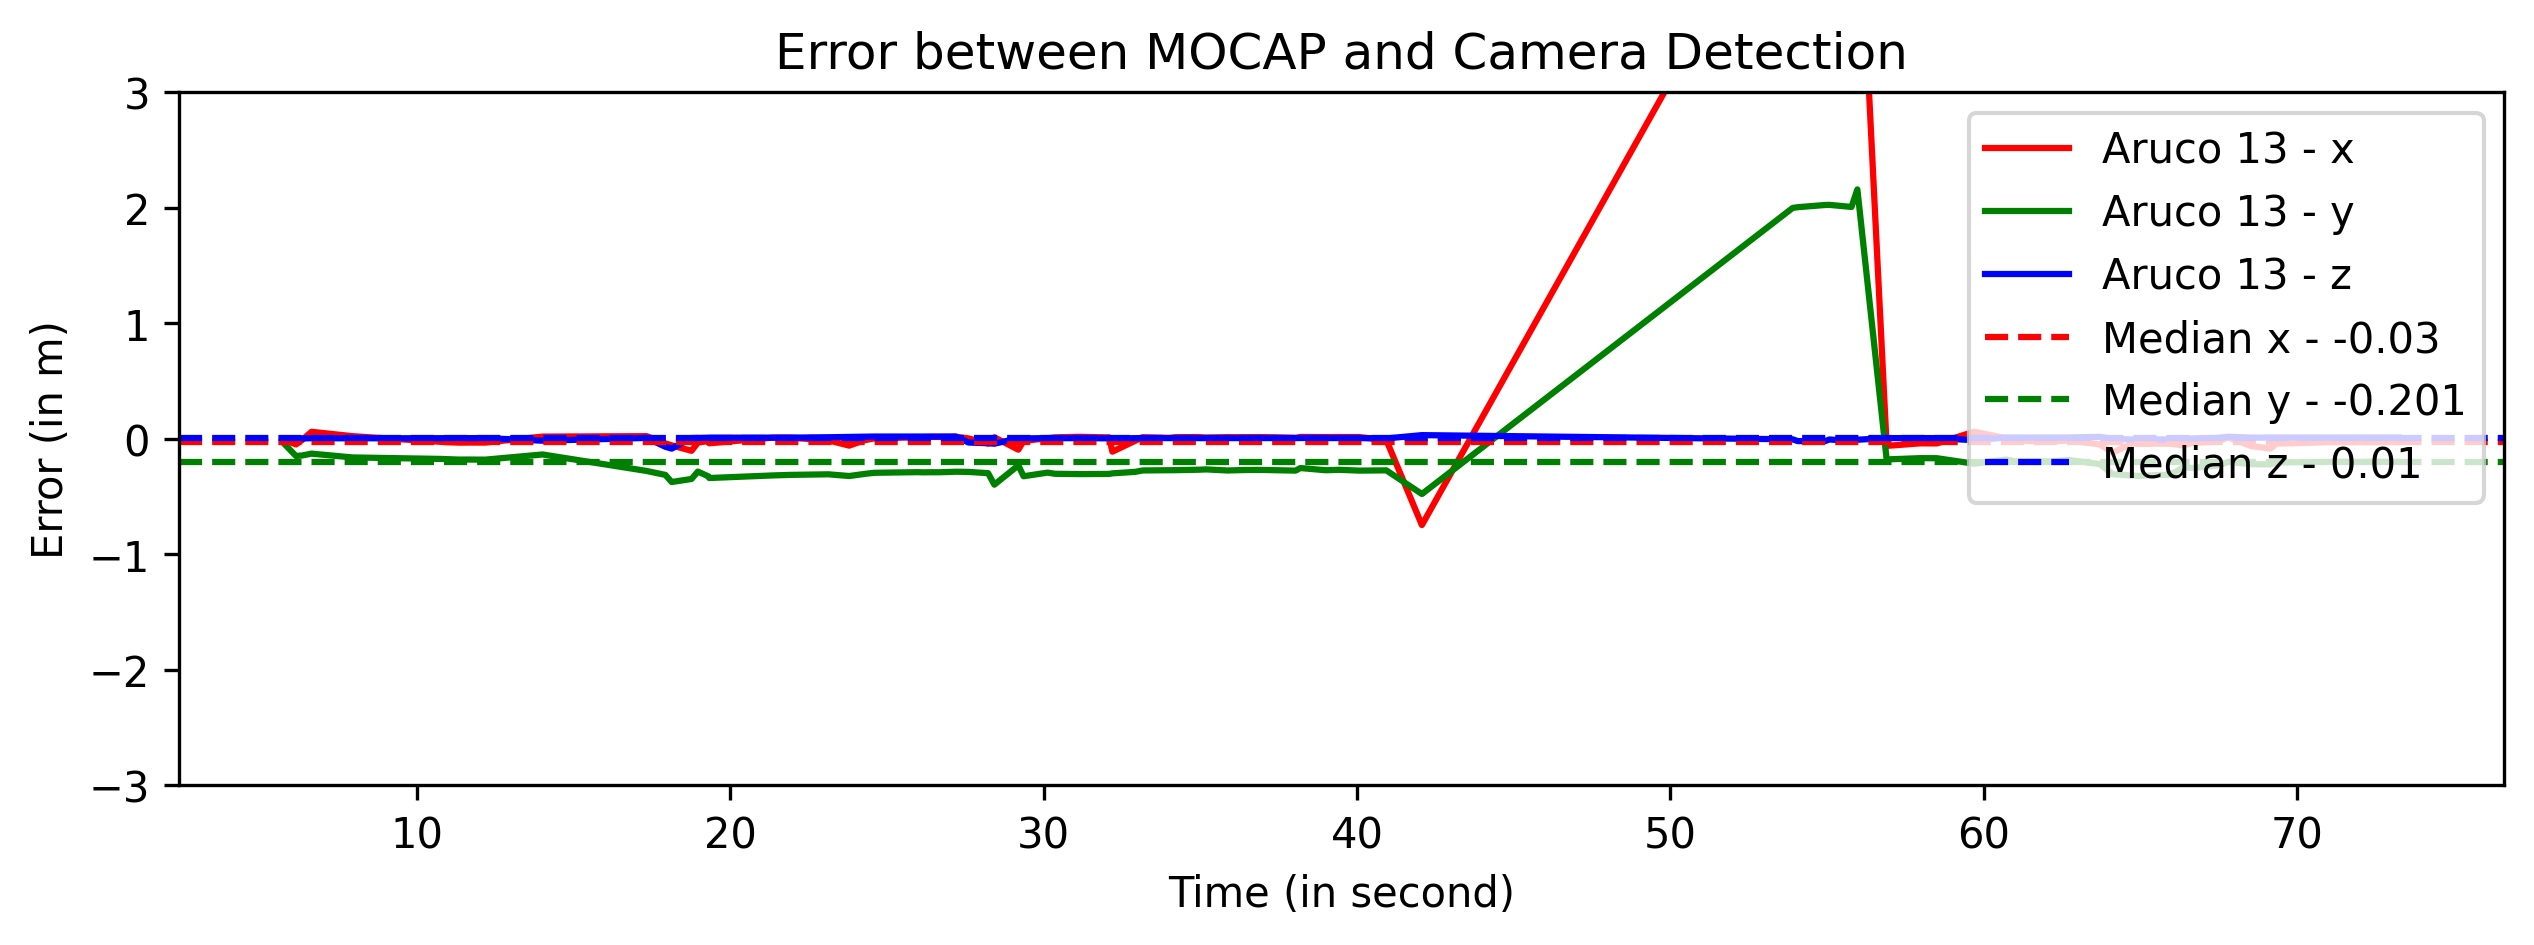 Error between MOCAP and Camera Detection
3
2
1
0
−1
−2
−3
Error (in m)
Aruco 13 - x
Aruco 13 - y
Aruco 13 - z
Median x - -0.03
Median y - -0.201
Median z - 0.01
10 20 30 40 50 60 70
Time (in second)